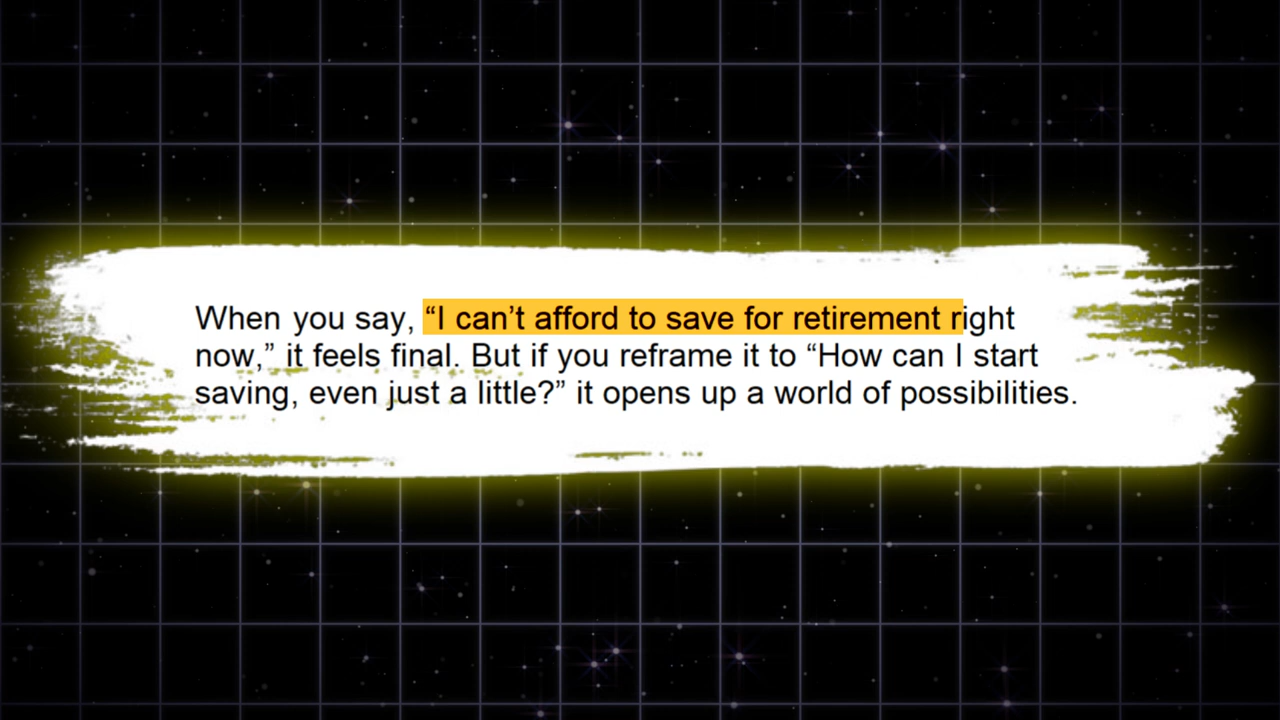 When you say, “I can’t afford to save for retirement right
now,” it feels final. But if you reframe it to “How can I start
saving, even just a little?” it opens up a world of possibilities.